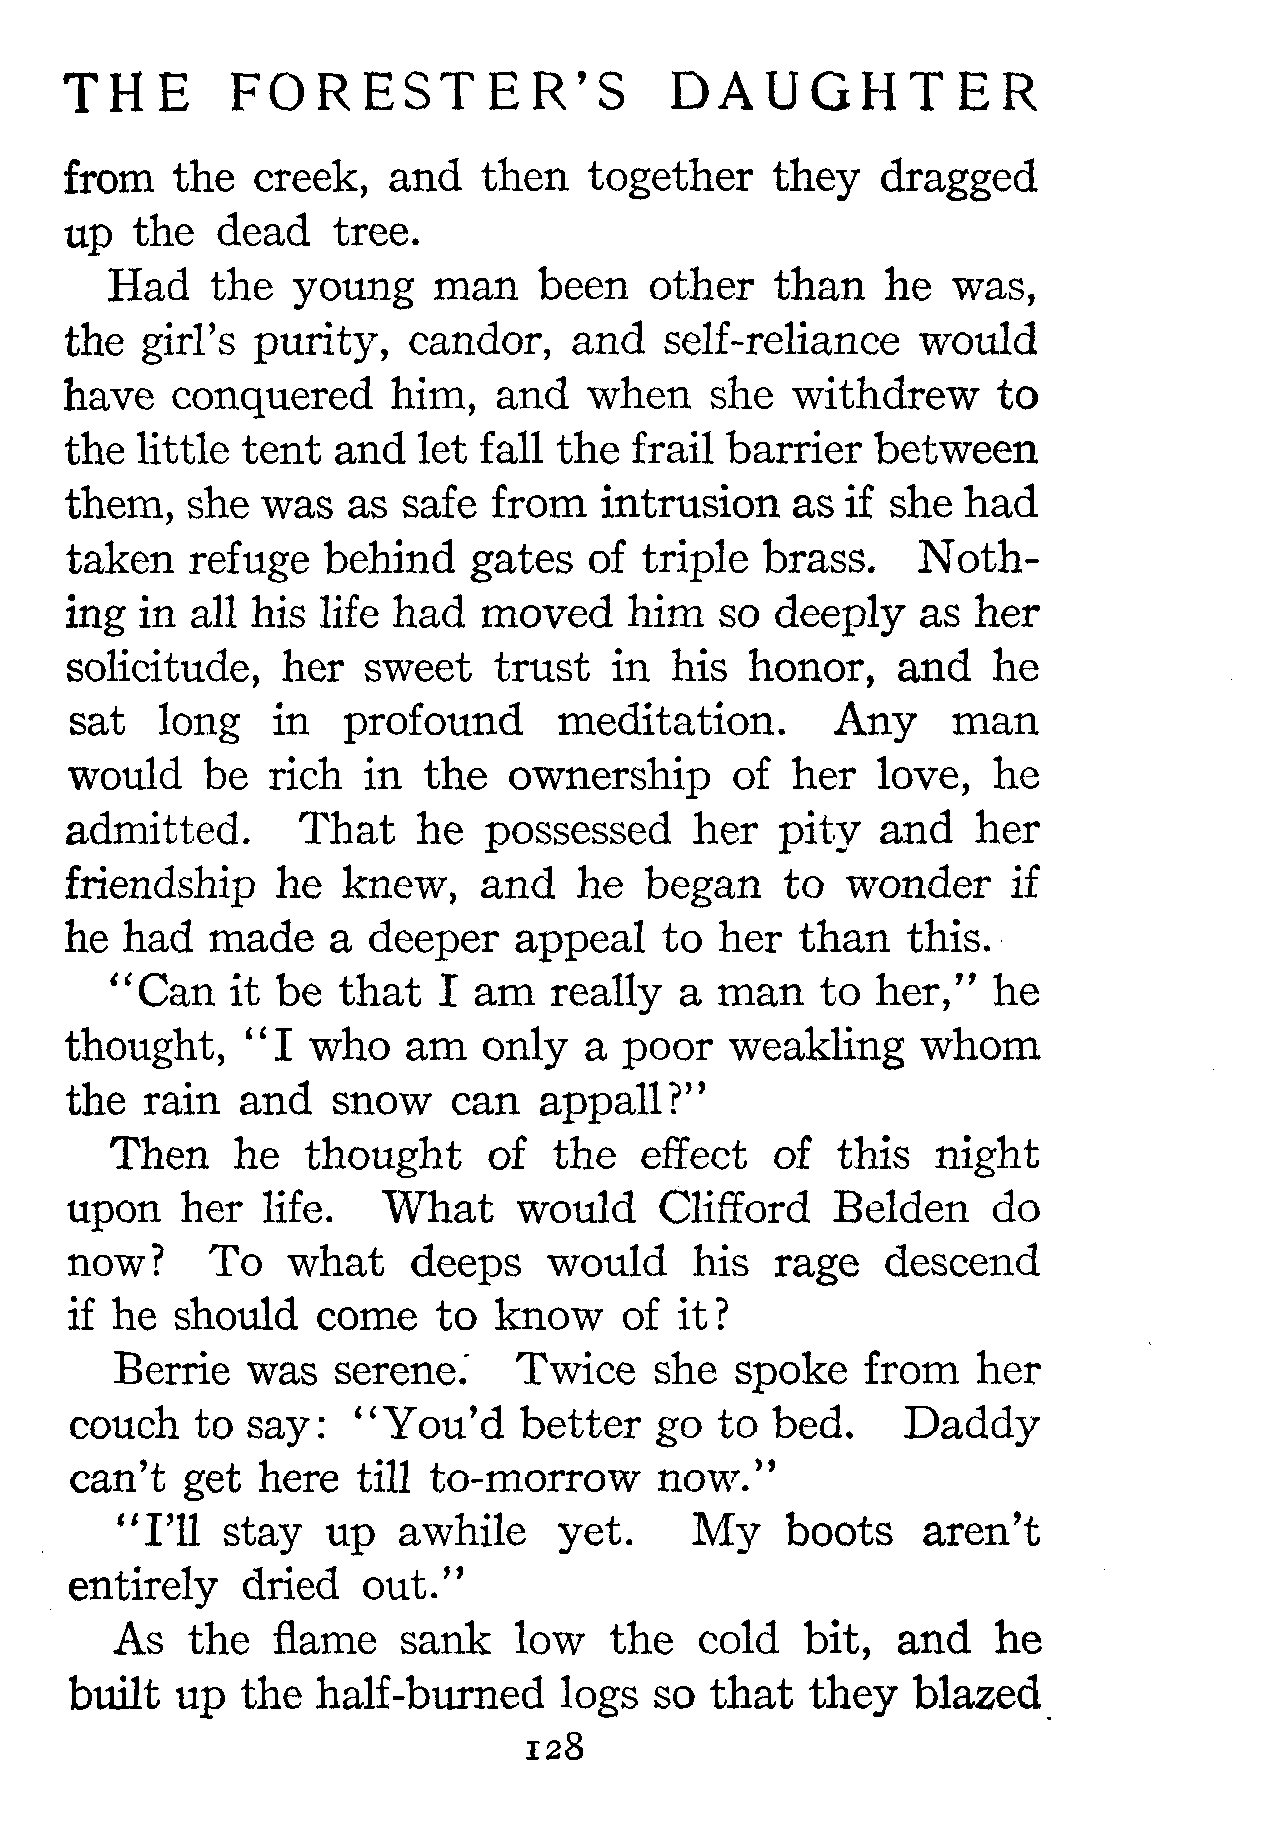 THE FORESTER'S DAUGHTER
from the creek, and then together they dragged
up the dead tree.
Had the young man been other than he was,
the girl's purity, candor, and self-reliance would
have conquered him, and when she withdrew to
the little tent and let fall the frail barrier between
them, she was as safe from intrusion as if she had
taken refuge behind gates of triple brass. Noth-
ing in all his life had moved him so deeply as her
solicitude, her sweet trust in his honor, and he
sat long in profound meditation. Any man
would be rich in the ownership of her love, he
admitted. That he possessed her pity and her
friendship he knew, and he began to wonder if
he had made a deeper appeal to her than this.
"Can it be that I am really a man to her," he
thought, "I who am only a poor weakling whom
the rain and snow can appall?"
Then he thought of the effect of this night
upon her life. What would Clifford Belden do
now? To what deeps would his rage descend
if he should come to know of it?
Berrie was serene. Twice she spoke from her
couch to say: "You'd better go to bed. Daddy
can't get here till to-morrow now."
"I'll stay up awhile yet. My boots aren't
entirely dried out."
As the flame sank low the cold bit, and he
built up the half-burned logs so that they blazed
128